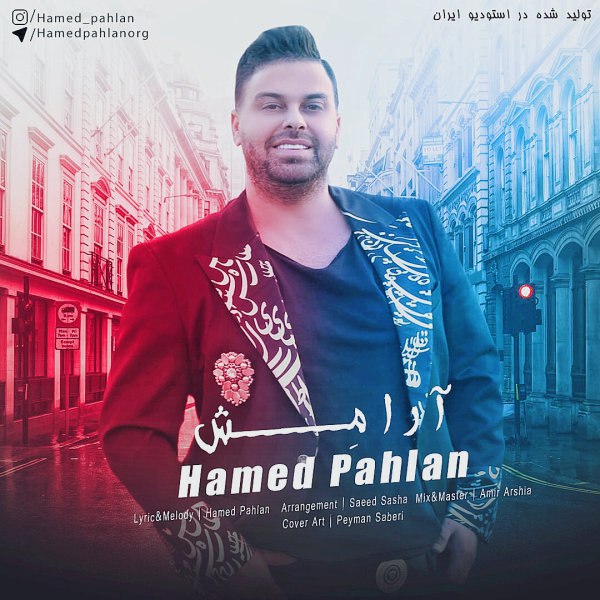 /Hamed_pahlan
/Hamedpahlanorg
تولید شده در استودیو ایران
آرامِش
Hamed Pahlan
Lyric&Melody | Hamed Pahlan Arrangement | Saeed Sasha Mix&Master | Amir Arshia
Cover Art | Peyman Saberi